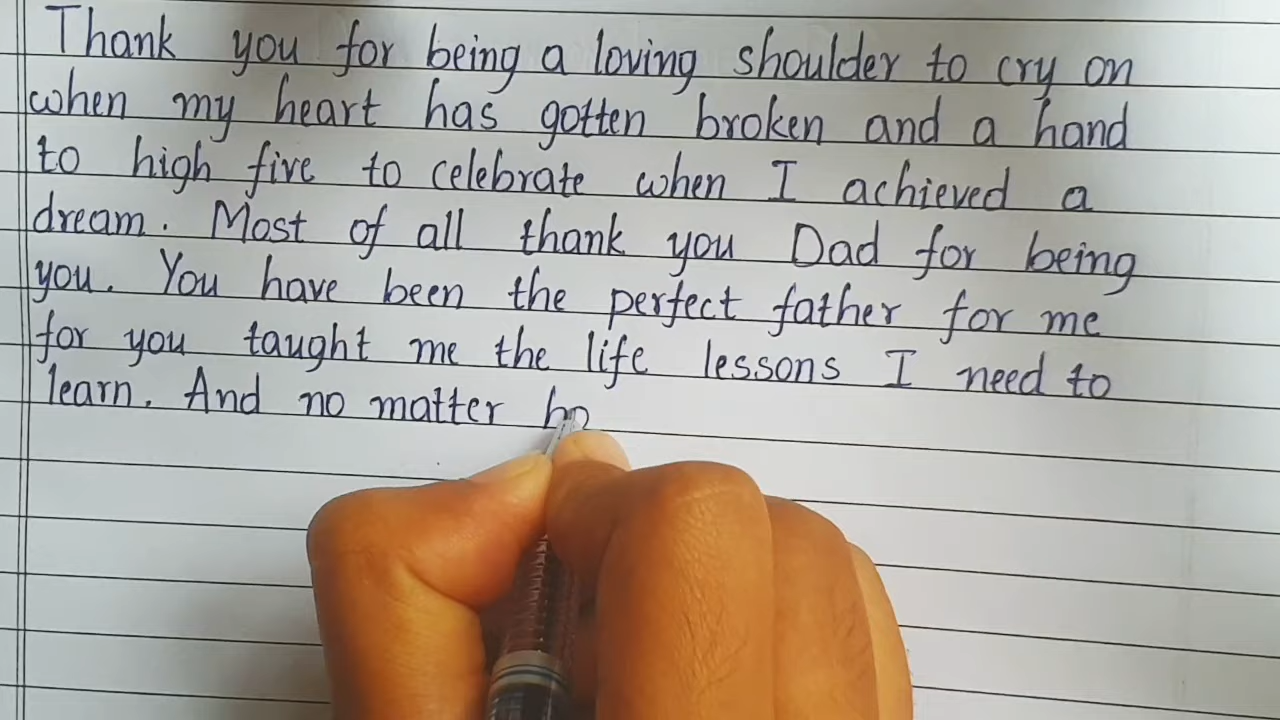 Thank you for being a loving shoulder to cry on
when my heart has gotten broken and a hand
to high five to celebrate when I achieved a
dream. Most of all thank you Dad for being
you. You have been the perfect father for me
for you taught me the life lessons I need to
learn. And no matter ho